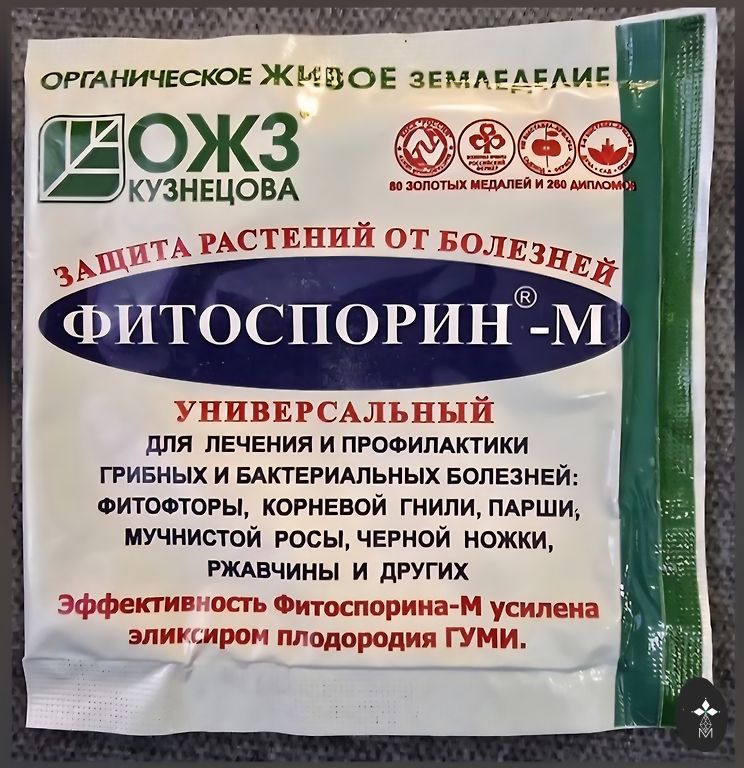 ОРГАНИЧЕСКОЕ ЖИВОЕ ЗЕМЛЕДЕЛИЕ
ОЖЗ
КУЗНЕЦОВА
80 ЗОЛОТЫХ МЕДАЛЕЙ И 260 ДИПЛОМОВ
ЗАЩИТА РАСТЕНИЙ ОТ БОЛЕЗНЕЙ
ФИТОСПОРИН®-М
УНИВЕРСАЛЬНЫЙ
ДЛЯ ЛЕЧЕНИЯ И ПРОФИЛАКТИКИ
ГРИБНЫХ И БАКТЕРИАЛЬНЫХ БОЛЕЗНЕЙ:
ФИТОФТОРЫ, КОРНЕВОЙ ГНИЛИ, ПАРШИ,
МУЧНИСТОЙ РОСЫ, ЧЕРНОЙ НОЖКИ,
РЖАВЧИНЫ И ДРУГИХ
Эффективность Фитоспорина-М усилена
эликсиром плодородия ГУМИ.
М